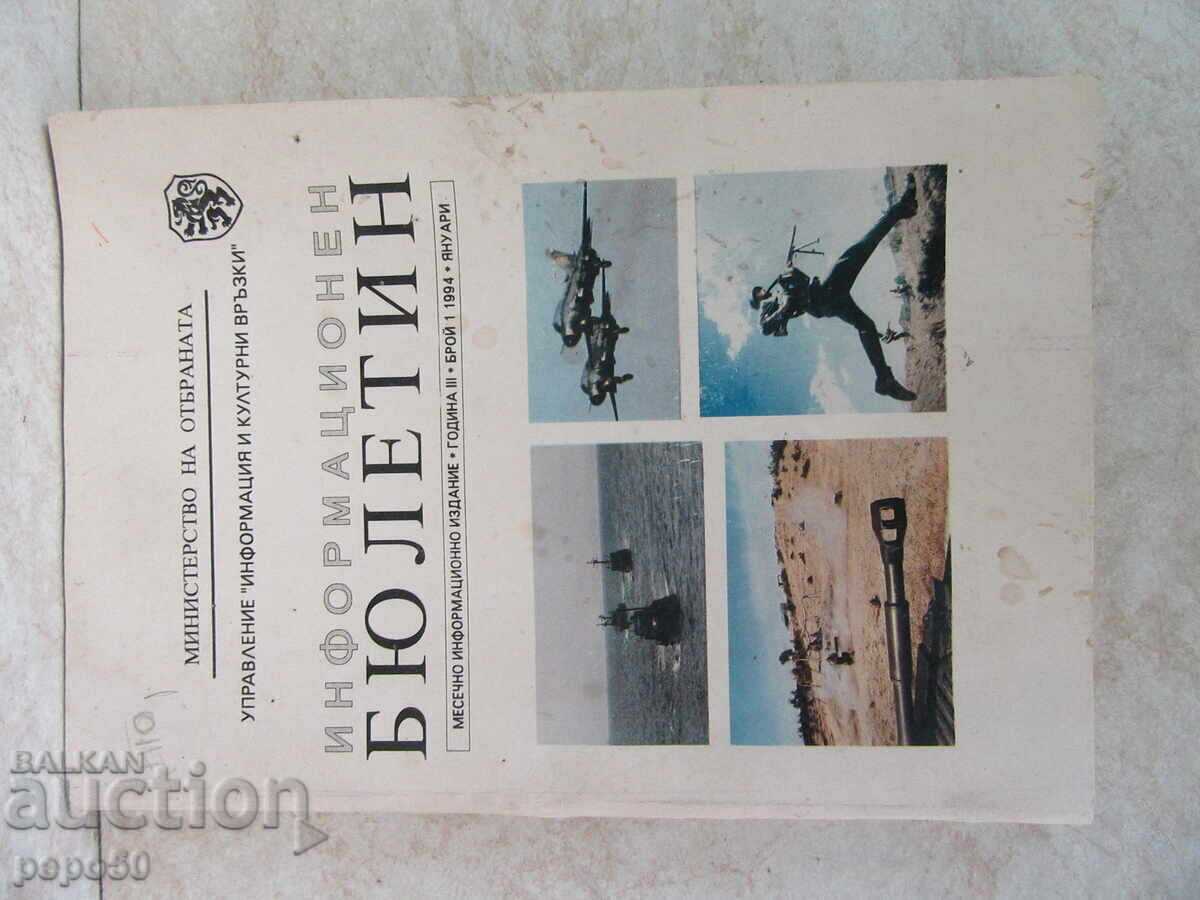 МИНИСТЕРСТВО НА ОТБРАНАТА
УПРАВЛЕНИЕ "ИНФОРМАЦИЯ И КУЛТУРНИ ВРЪЗКИ"
ИНФОРМАЦИОНЕН
БЮЛЕТИН
МЕСЕЧНО ИНФОРМАЦИОННО ИЗДАНИЕ • ГОДИНА III • БРОЙ 1 1994 • ЯНУАРИ
BALKAN
auction
pepo50